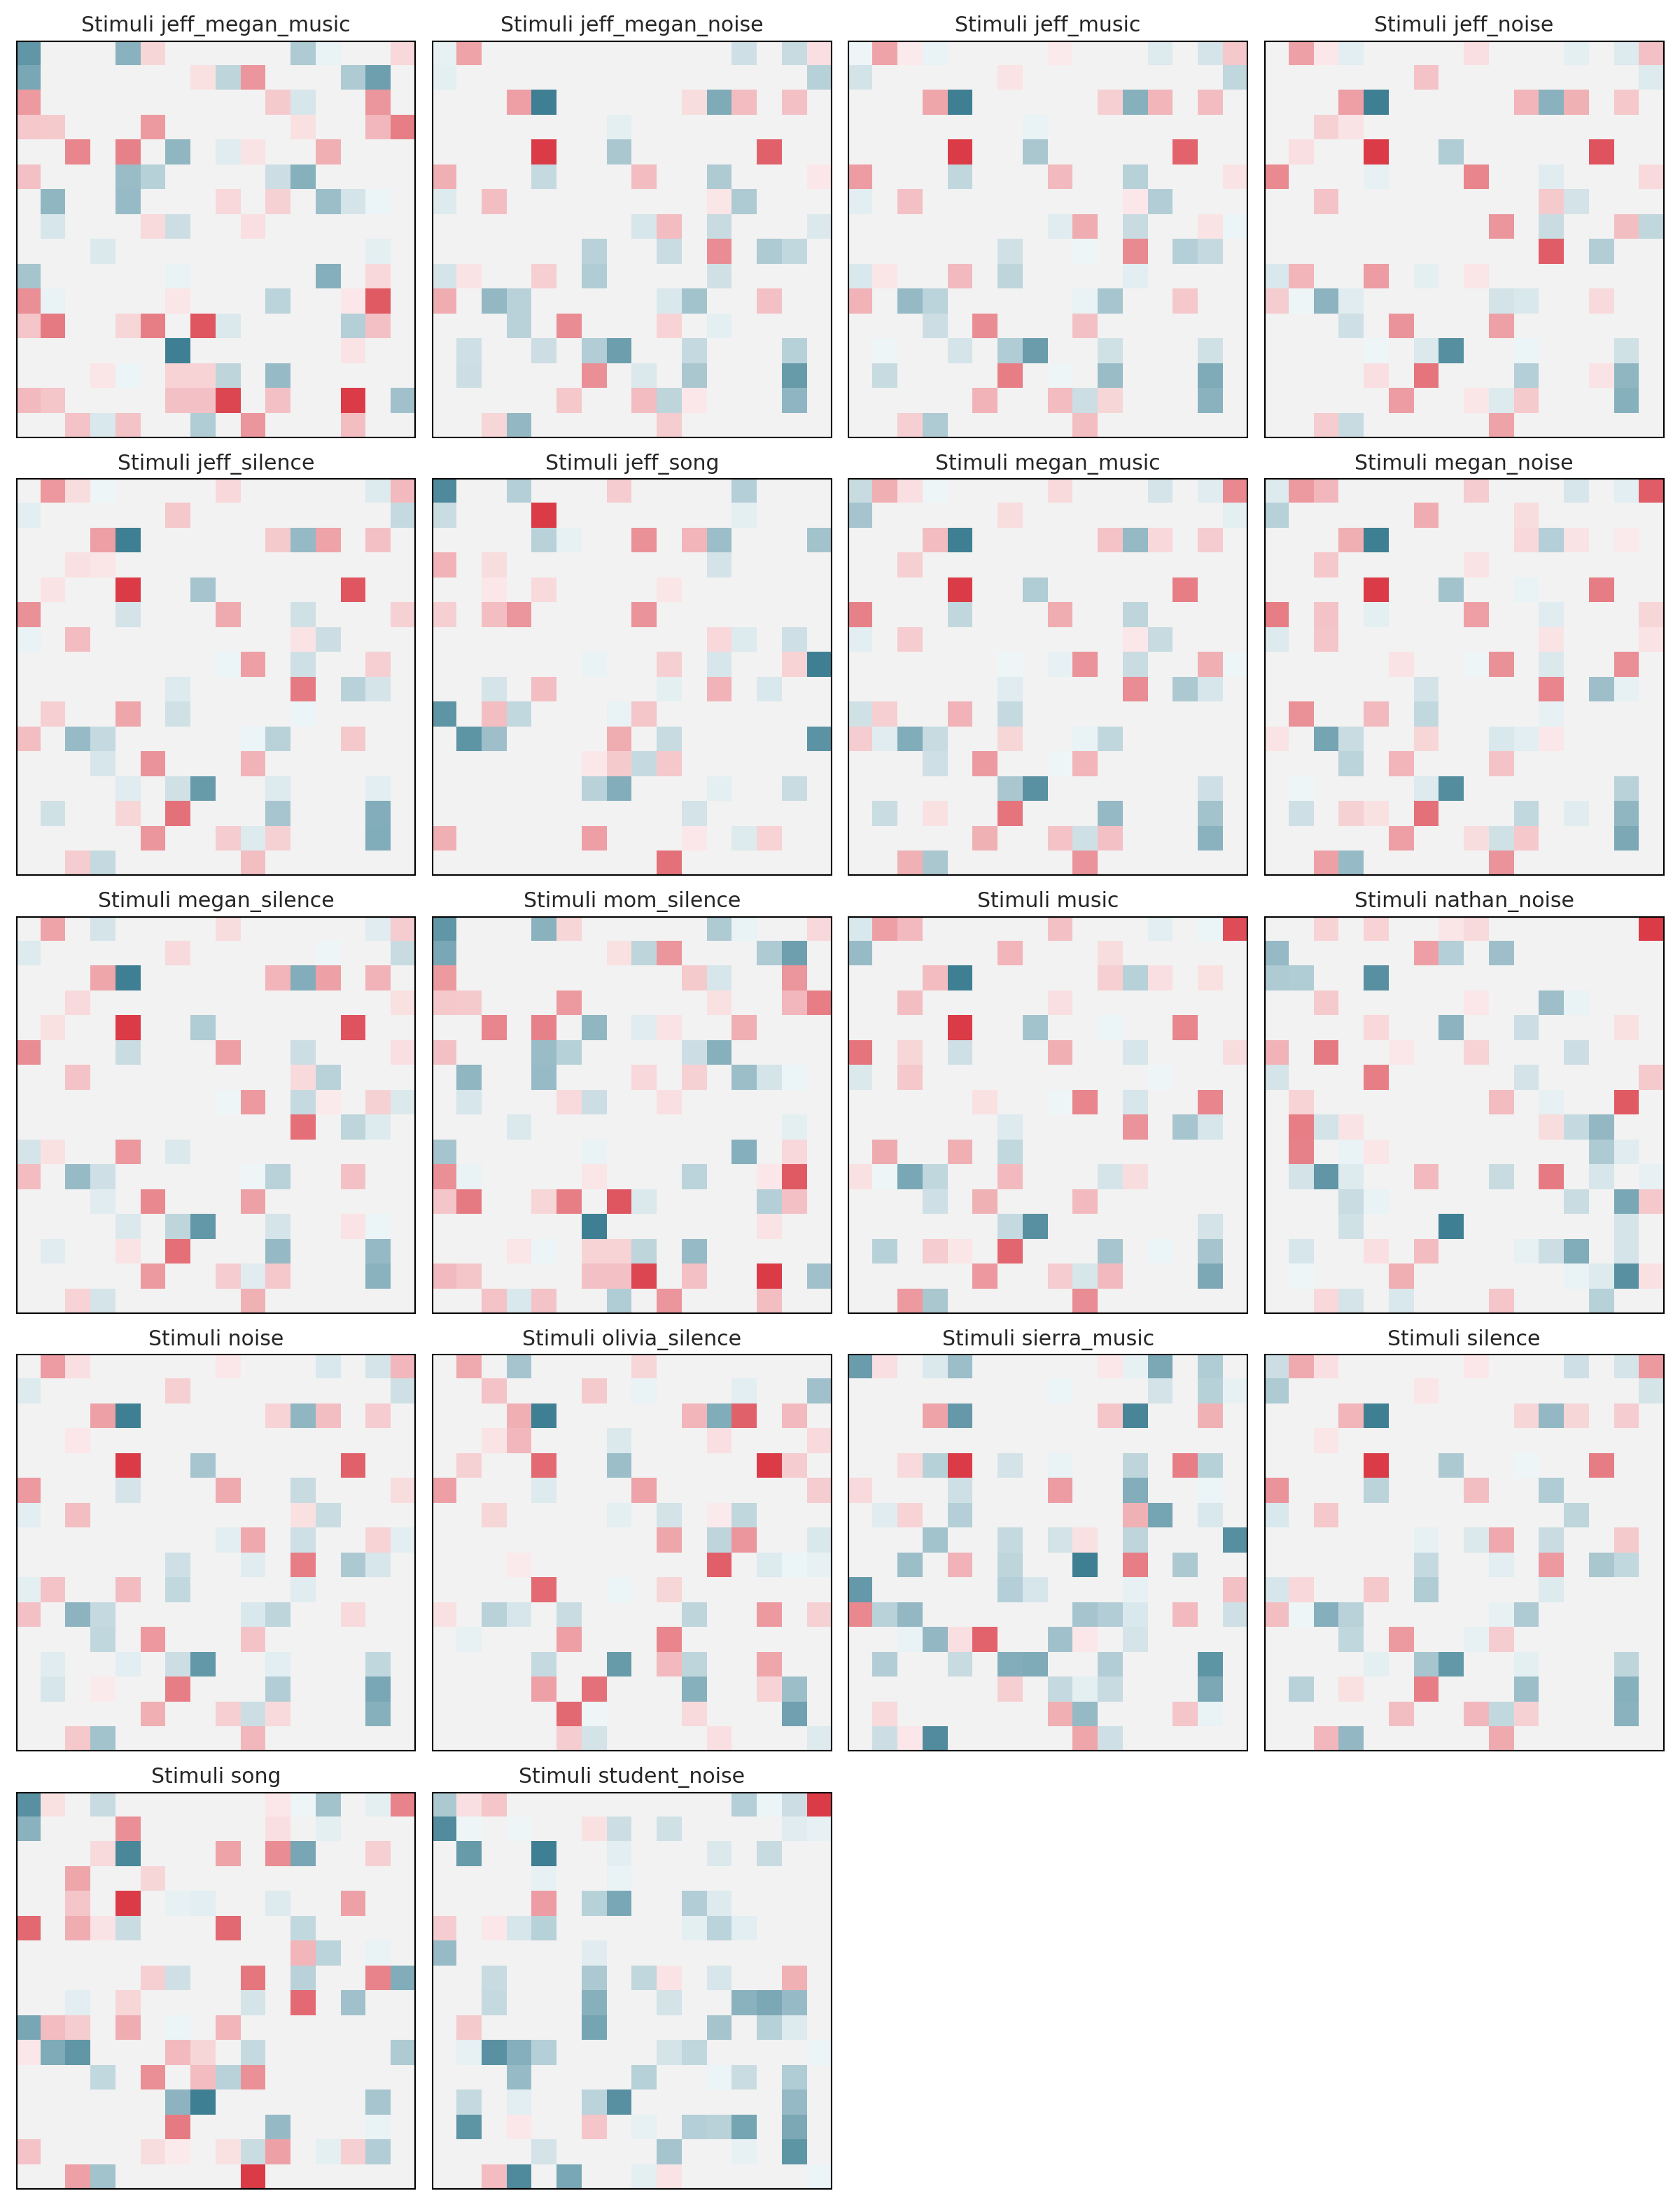 Stimuli jeff_megan_music
Stimuli jeff_megan_noise
Stimuli jeff_music
Stimuli jeff_noise
Stimuli jeff_silence
Stimuli jeff_song
Stimuli megan_music
Stimuli megan_noise
Stimuli megan_silence
Stimuli mom_silence
Stimuli music
Stimuli nathan_noise
Stimuli noise
Stimuli olivia_silence
Stimuli sierra_music
Stimuli silence
Stimuli song
Stimuli student_noise